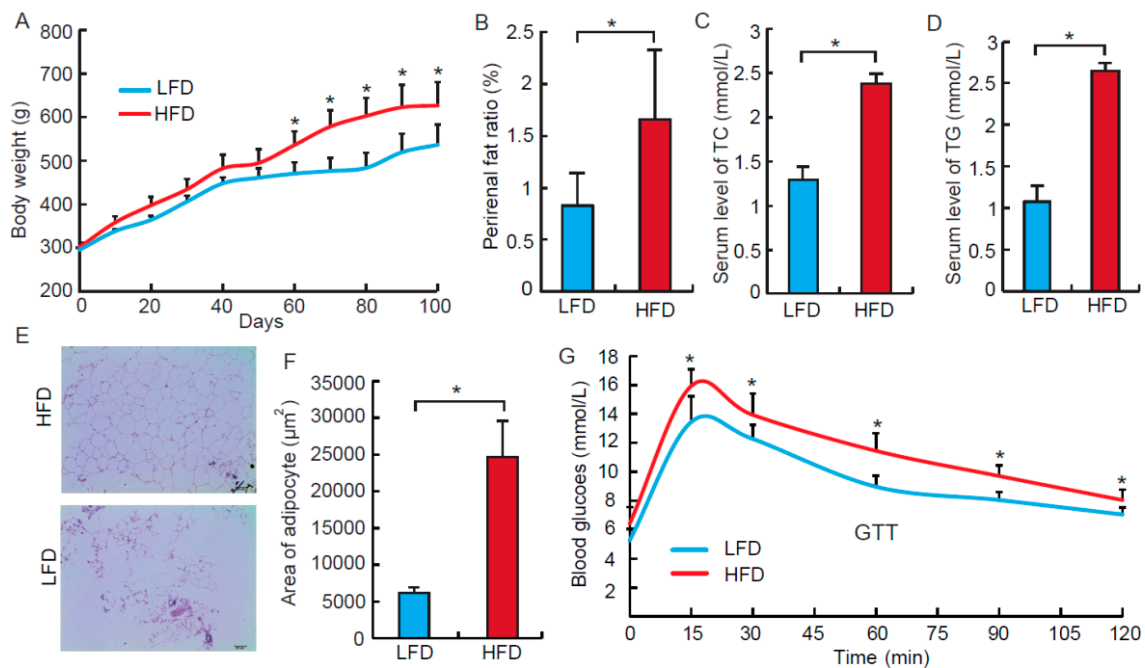 A
Body weight (g)
800
700
600
500
400
300
200
0 20 40 60 80 100
Days
LFD
HFD
* * * * *
B
Perirenal fat ratio (%)
2.5
2
1.5
1
0.5
0
LFD HFD
*
C
Serum level of TC (mmol/L)
3
2.5
2
1.5
1
0.5
0
LFD HFD
*
D
Serum level of TG (mmol/L)
3
2.5
2
1.5
1
0.5
0
LFD HFD
*
E
HFD
LFD
F
Area of adipocyte (μm²)
35000
30000
25000
20000
15000
10000
5000
0
LFD HFD
*
G
Blood glucoes (mmol/L)
18
16
14
12
10
8
6
4
2
0 15 30 45 60 75 90 105 120
Time (min)
* * * * *
GTT
LFD
HFD